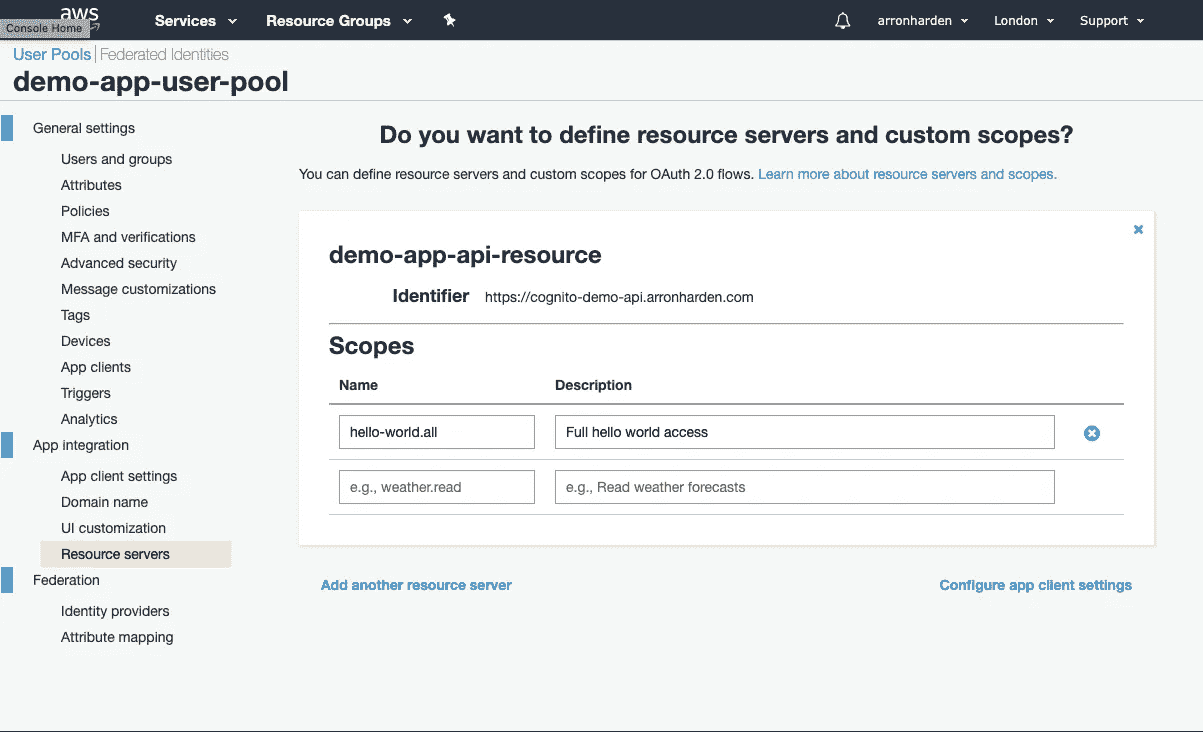 aws
Console Home
Services
Resource Groups
arronharden
London
Support
User Pools | Federated Identities
demo-app-user-pool
General settings
Users and groups
Attributes
Policies
MFA and verifications
Advanced security
Message customizations
Tags
Devices
App clients
Triggers
Analytics
App integration
App client settings
Domain name
UI customization
Resource servers
Federation
Identity providers
Attribute mapping
Do you want to define resource servers and custom scopes?
You can define resource servers and custom scopes for OAuth 2.0 flows. Learn more about resource servers and scopes.
demo-app-api-resource
Identifier https://cognito-demo-api.arronharden.com
Scopes
Name Description
hello-world.all Full hello world access
e.g., weather.read e.g., Read weather forecasts
Add another resource server Configure app client settings